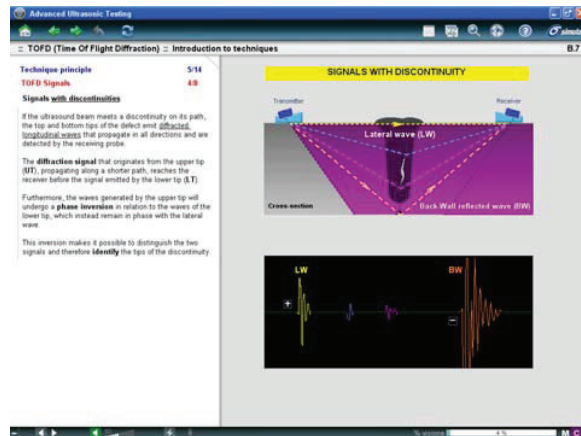 Advanced Ultrasonic Testing
:: TOFD (Time Of Flight Diffraction) :: Introduction to techniques
B.7
Technique principle 5/14
TOFD Signals 4/8
Signals with discontinuities
If the ultrasound beam meets a discontinuity on its path,
the top and bottom tips of the defect emit diffracted
longitudinal waves that propagate in all directions and are
detected by the receiving probe.
The diffraction signal that originates from the upper tip
(UT), propagating along a shorter path, reaches the
receiver before the signal emitted by the lower tip (LT).
Furthermore, the waves generated by the upper tip will
undergo a phase inversion in relation to the waves of the
lower tip, which instead remain in phase with the lateral
wave.
This inversion makes it possible to distinguish the two
signals and therefore identify the tips of the discontinuity
SIGNALS WITH DISCONTINUITY
Transmitter
Receiver
Lateral wave (LW)
Cross-section
Back Wall reflected wave (BW)
LW
BW
+
−
M C